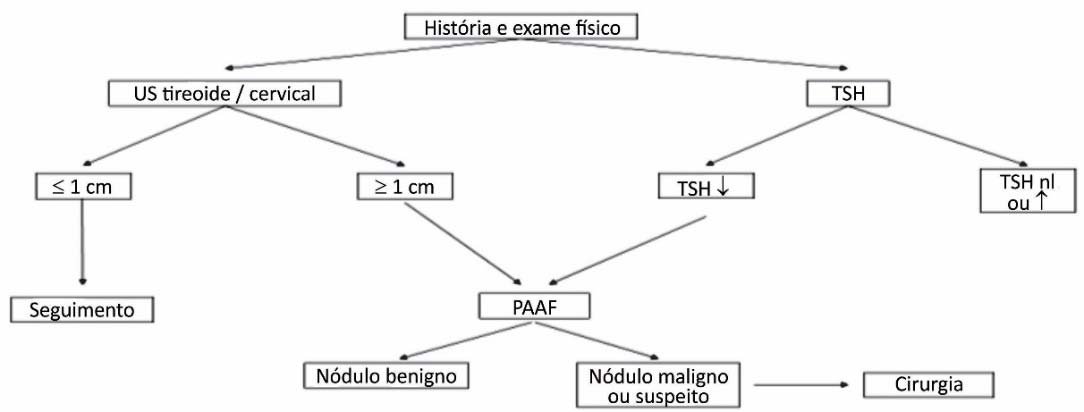 História e exame físico
US tireoide / cervical
TSH
≤ 1 cm
≥ 1 cm
TSH ↓
TSH nl
ou ↑
Seguimento
PAAF
Nódulo benigno
Nódulo maligno
ou suspeito
Cirurgia